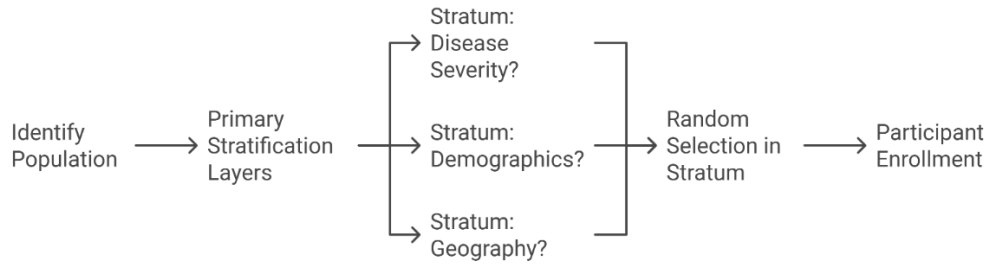 Identify
Population
Primary
Stratification
Layers
Stratum:
Disease
Severity?
Stratum:
Demographics?
Stratum:
Geography?
Random
Selection in
Stratum
Participant
Enrollment